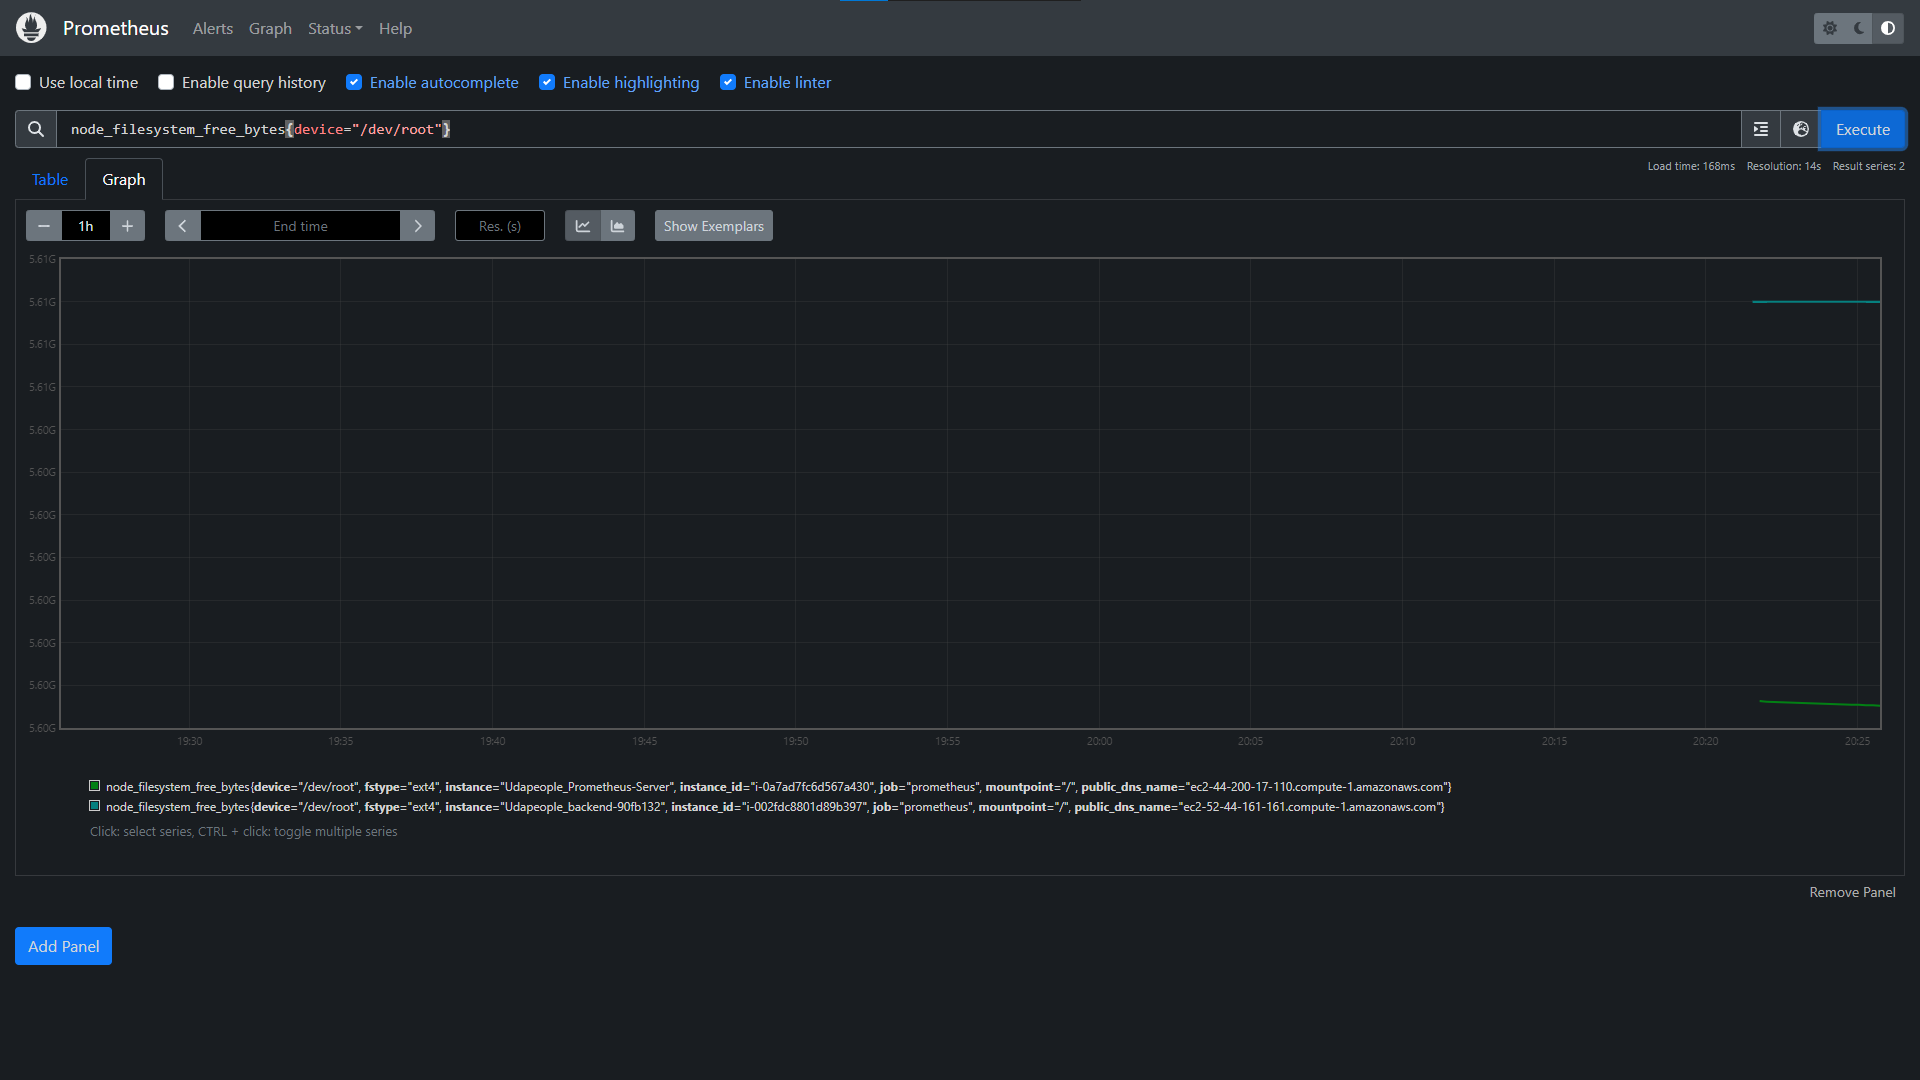 Prometheus Alerts Graph Status Help
Use local time Enable query history Enable autocomplete Enable highlighting Enable linter
node_filesystem_free_bytes{device="/dev/root"} Execute
Load time: 168ms Resolution: 14s Result series: 2
Table Graph
1h End time Res. (s) Show Exemplars
5.61G
5.61G
5.61G
5.61G
5.60G
5.60G
5.60G
5.60G
5.60G
5.60G
5.60G
5.60G
19:30 19:35 19:40 19:45 19:50 19:55 20:00 20:05 20:10 20:15 20:20 20:25
node_filesystem_free_bytes{device="/dev/root", fstype="ext4", instance="Udapeople_Prometheus-Server", instance_id="i-0a7ad7fc6d567a430", job="prometheus", mountpoint="/", public_dns_name="ec2-44-200-17-110.compute-1.amazonaws.com"}
node_filesystem_free_bytes{device="/dev/root", fstype="ext4", instance="Udapeople_backend-90fb132", instance_id="i-002fdc8801d89b397", job="prometheus", mountpoint="/", public_dns_name="ec2-52-44-161-161.compute-1.amazonaws.com"}
Click: select series, CTRL + click: toggle multiple series
Remove Panel
Add Panel